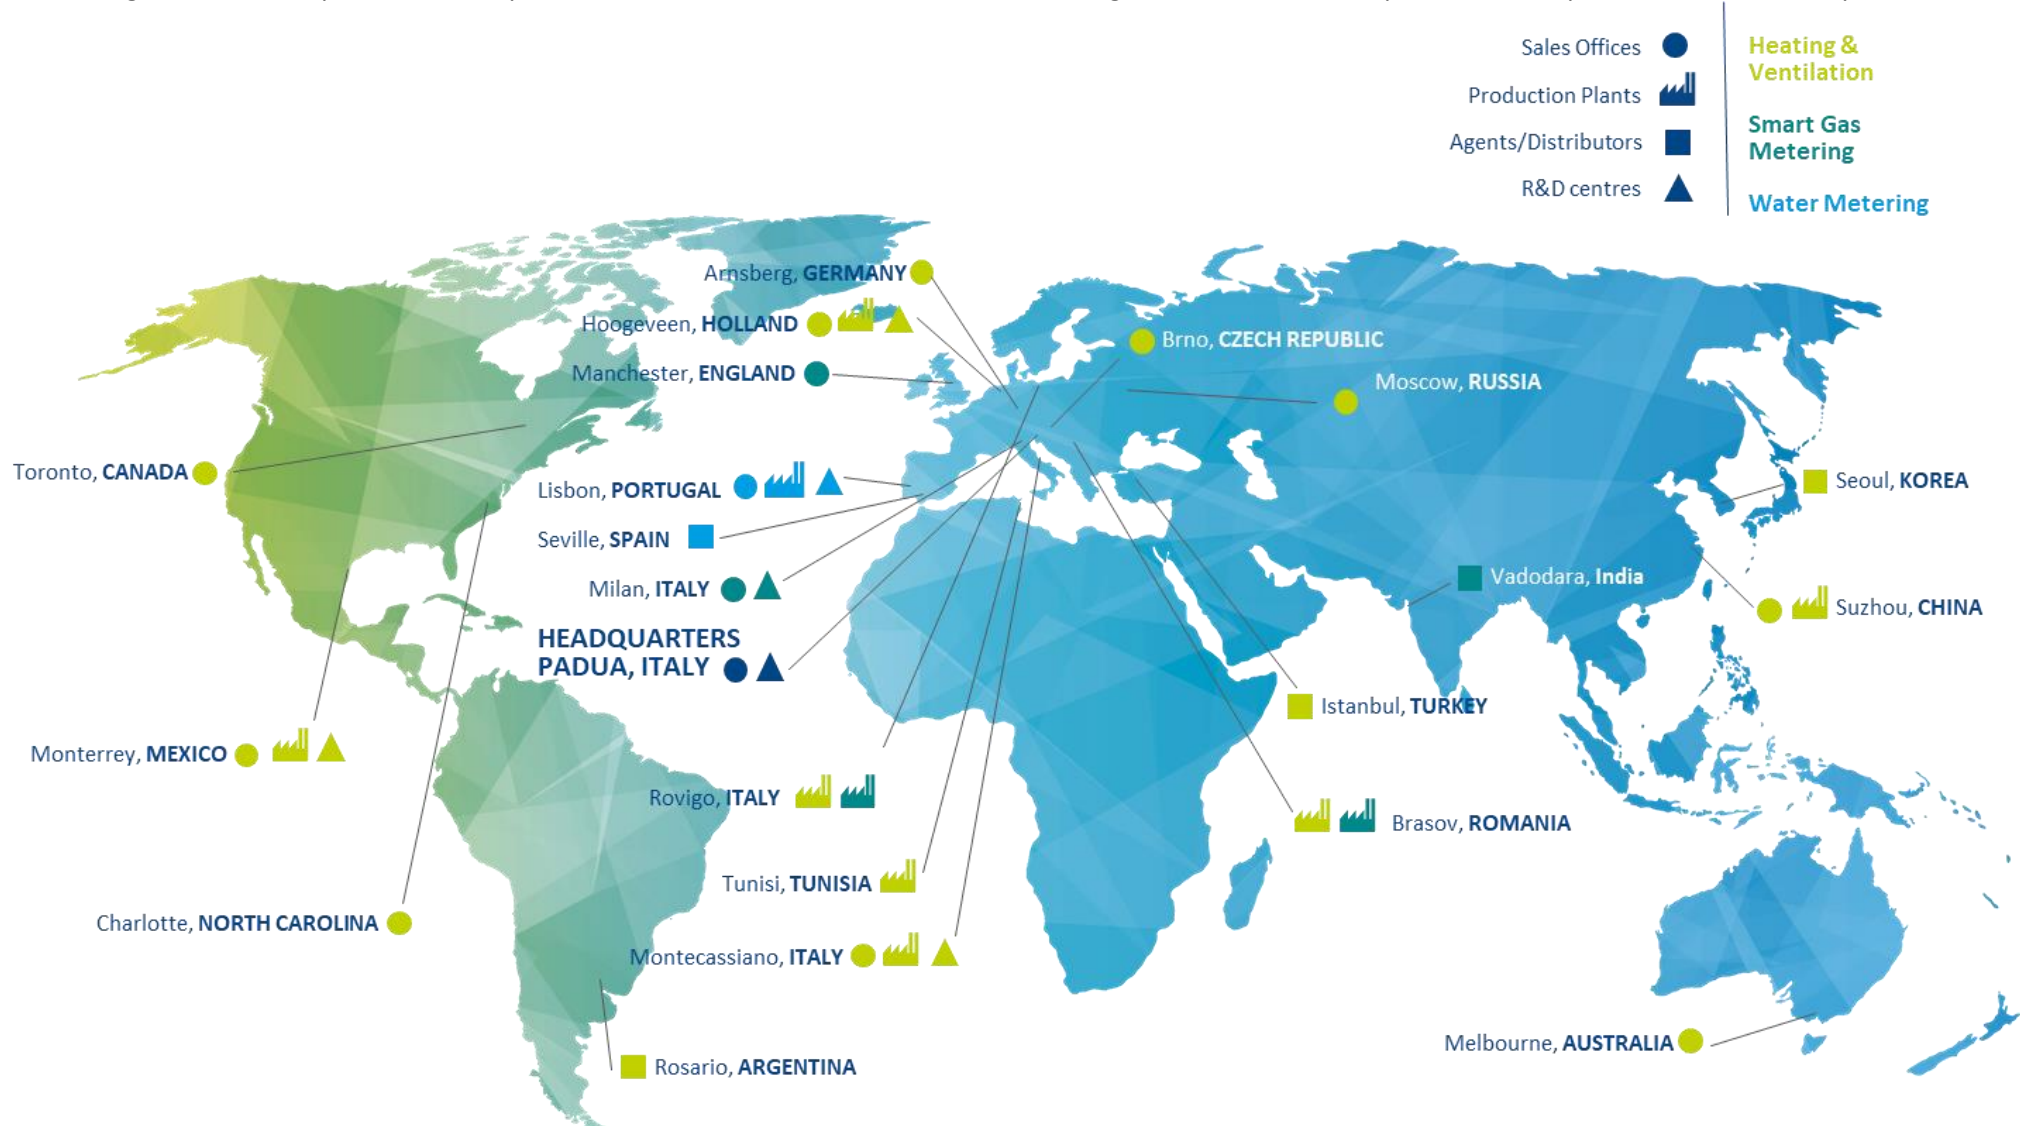 Sales Offices
Production Plants
Agents/Distributors
R&D centres
Heating &
Ventilation
Smart Gas
Metering
Water Metering
Arnsberg, GERMANY
Hoogeveen, HOLLAND
Manchester, ENGLAND
Brno, CZECH REPUBLIC
Moscow, RUSSIA
Toronto, CANADA
Lisbon, PORTUGAL
Seoul, KOREA
Seville, SPAIN
Milan, ITALY
Vadodara, India
Suzhou, CHINA
HEADQUARTERS
PADUA, ITALY
Istanbul, TURKEY
Monterrey, MEXICO
Rovigo, ITALY
Brasov, ROMANIA
Tunisi, TUNISIA
Charlotte, NORTH CAROLINA
Montecassiano, ITALY
Melbourne, AUSTRALIA
Rosario, ARGENTINA